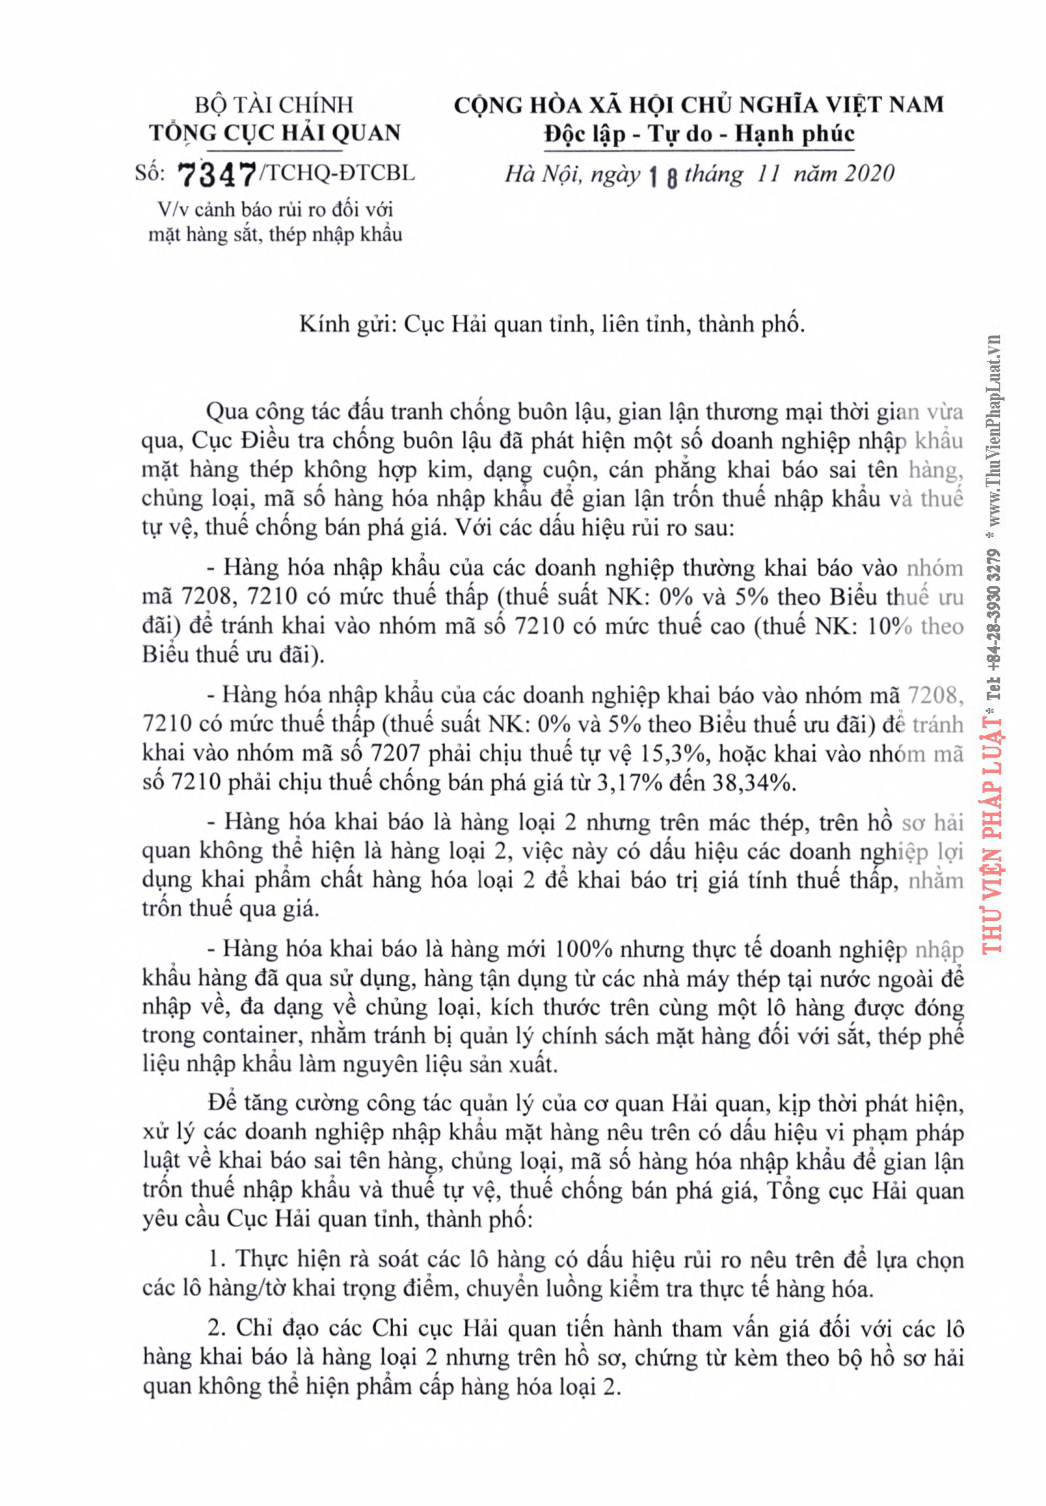 BỘ TÀI CHÍNH
TỔNG CỤC HẢI QUAN
Số: 7347/TCHQ-ĐTCBL
V/v cảnh báo rủi ro đối với
mặt hàng sắt, thép nhập khẩu
CỘNG HÒA XÃ HỘI CHỦ NGHĨA VIỆT NAM
Độc lập - Tự do - Hạnh phúc
Hà Nội, ngày 18 tháng 11 năm 2020
Kính gửi: Cục Hải quan tỉnh, liên tỉnh, thành phố.
Qua công tác đấu tranh chống buôn lậu, gian lận thương mại thời gian vừa
qua, Cục Điều tra chống buôn lậu đã phát hiện một số doanh nghiệp nhập khẩu
mặt hàng thép không hợp kim, dạng cuộn, cán phẳng khai báo sai tên hàng,
chủng loại, mã số hàng hóa nhập khẩu để gian lận trốn thuế nhập khẩu và thuế
tự vệ, thuế chống bán phá giá. Với các dấu hiệu rủi ro sau:
- Hàng hóa nhập khẩu của các doanh nghiệp thường khai báo vào nhóm
mã 7208, 7210 có mức thuế thấp (thuế suất NK: 0% và 5% theo Biểu thuế ưu
đãi) để tránh khai vào nhóm mã số 7210 có mức thuế cao (thuế NK: 10% theo
Biểu thuế ưu đãi).
- Hàng hóa nhập khẩu của các doanh nghiệp khai báo vào nhóm mã 7208,
7210 có mức thuế thấp (thuế suất NK: 0% và 5% theo Biểu thuế ưu đãi) để tránh
khai vào nhóm mã số 7207 phải chịu thuế tự vệ 15,3%, hoặc khai vào nhóm mã
số 7210 phải chịu thuế chống bán phá giá từ 3,17% đến 38,34%.
- Hàng hóa khai báo là hàng loại 2 nhưng trên mác thép, trên hồ sơ hải
quan không thể hiện là hàng loại 2, việc này có dấu hiệu các doanh nghiệp lợi
dụng khai phẩm chất hàng hóa loại 2 để khai báo trị giá tính thuế thấp, nhằm
trốn thuế qua giá.
- Hàng hóa khai báo là hàng mới 100% nhưng thực tế doanh nghiệp nhập
khẩu hàng đã qua sử dụng, hàng tận dụng từ các nhà máy thép tại nước ngoài để
nhập về, đa dạng về chủng loại, kích thước trên cùng một lô hàng được đóng
trong container, nhằm tránh bị quản lý chính sách mặt hàng đối với sắt, thép phế
liệu nhập khẩu làm nguyên liệu sản xuất.
Để tăng cường công tác quản lý của cơ quan Hải quan, kịp thời phát hiện,
xử lý các doanh nghiệp nhập khẩu mặt hàng nêu trên có dấu hiệu vi phạm pháp
luật về khai báo sai tên hàng, chủng loại, mã số hàng hóa nhập khẩu để gian lận
trốn thuế nhập khẩu và thuế tự vệ, thuế chống bán phá giá, Tổng cục Hải quan
yêu cầu Cục Hải quan tỉnh, thành phố:
1. Thực hiện rà soát các lô hàng có dấu hiệu rủi ro nêu trên để lựa chọn
các lô hàng/tờ khai trọng điểm, chuyển luồng kiểm tra thực tế hàng hóa.
2. Chỉ đạo các Chi cục Hải quan tiến hành tham vấn giá đối với các lô
hàng khai báo là hàng loại 2 nhưng trên hồ sơ, chứng từ kèm theo bộ hồ sơ hải
quan không thể hiện phẩm cấp hàng hóa loại 2.
THƯ VIỆN PHÁP LUẬT * Tel: +84-28-3930 3279 * www.ThuVienPhapLuat.vn